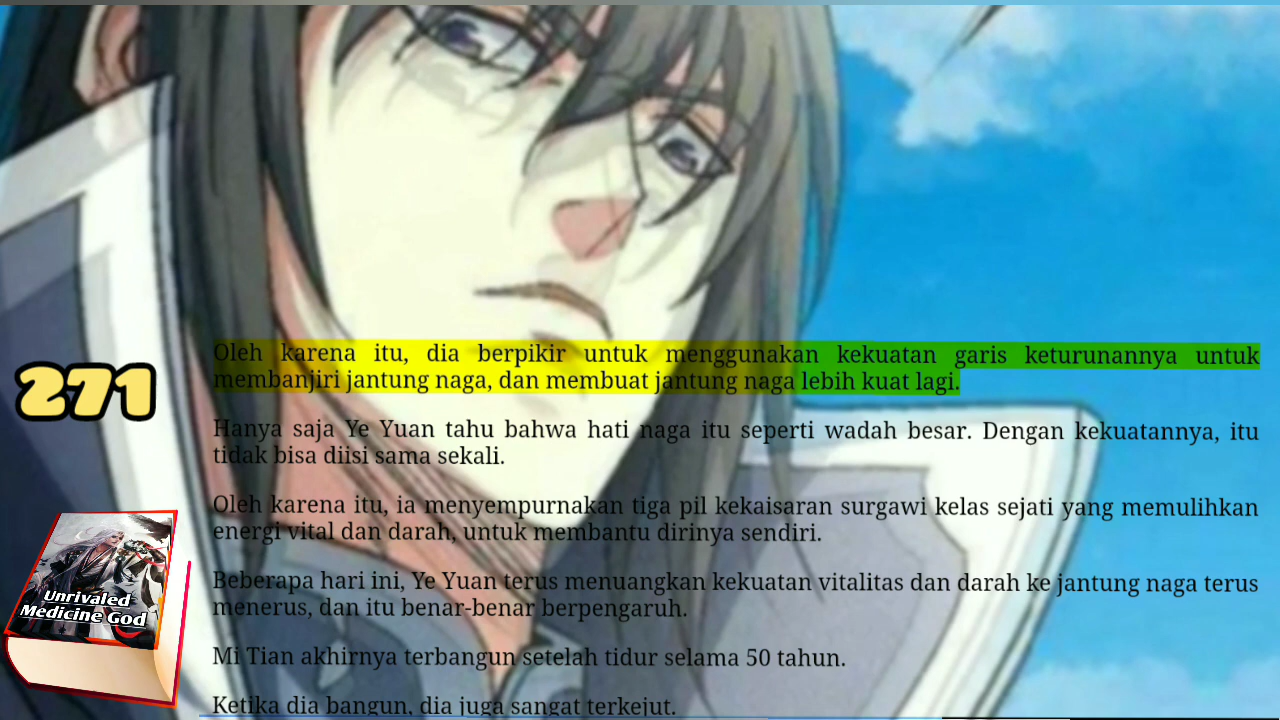 Oleh karena itu, dia berpikir untuk menggunakan kekuatan garis keturunannya untuk
membanjiri jantung naga, dan membuat jantung naga lebih kuat lagi.
271
Hanya saja Ye Yuan tahu bahwa hati naga itu seperti wadah besar. Dengan kekuatannya, itu
tidak bisa diisi sama sekali.
Oleh karena itu, ia menyempurnakan tiga pil kekaisaran surgawi kelas sejati yang memulihkan
energi vital dan darah, untuk membantu dirinya sendiri.
Beberapa hari ini, Ye Yuan terus menuangkan kekuatan vitalitas dan darah ke jantung naga terus
menerus, dan itu benar-benar berpengaruh.
Unrivaled
Medicine God
Mi Tian akhirnya terbangun setelah tidur selama 50 tahun.
Ketika dia bangun, dia juga sangat terkejut.